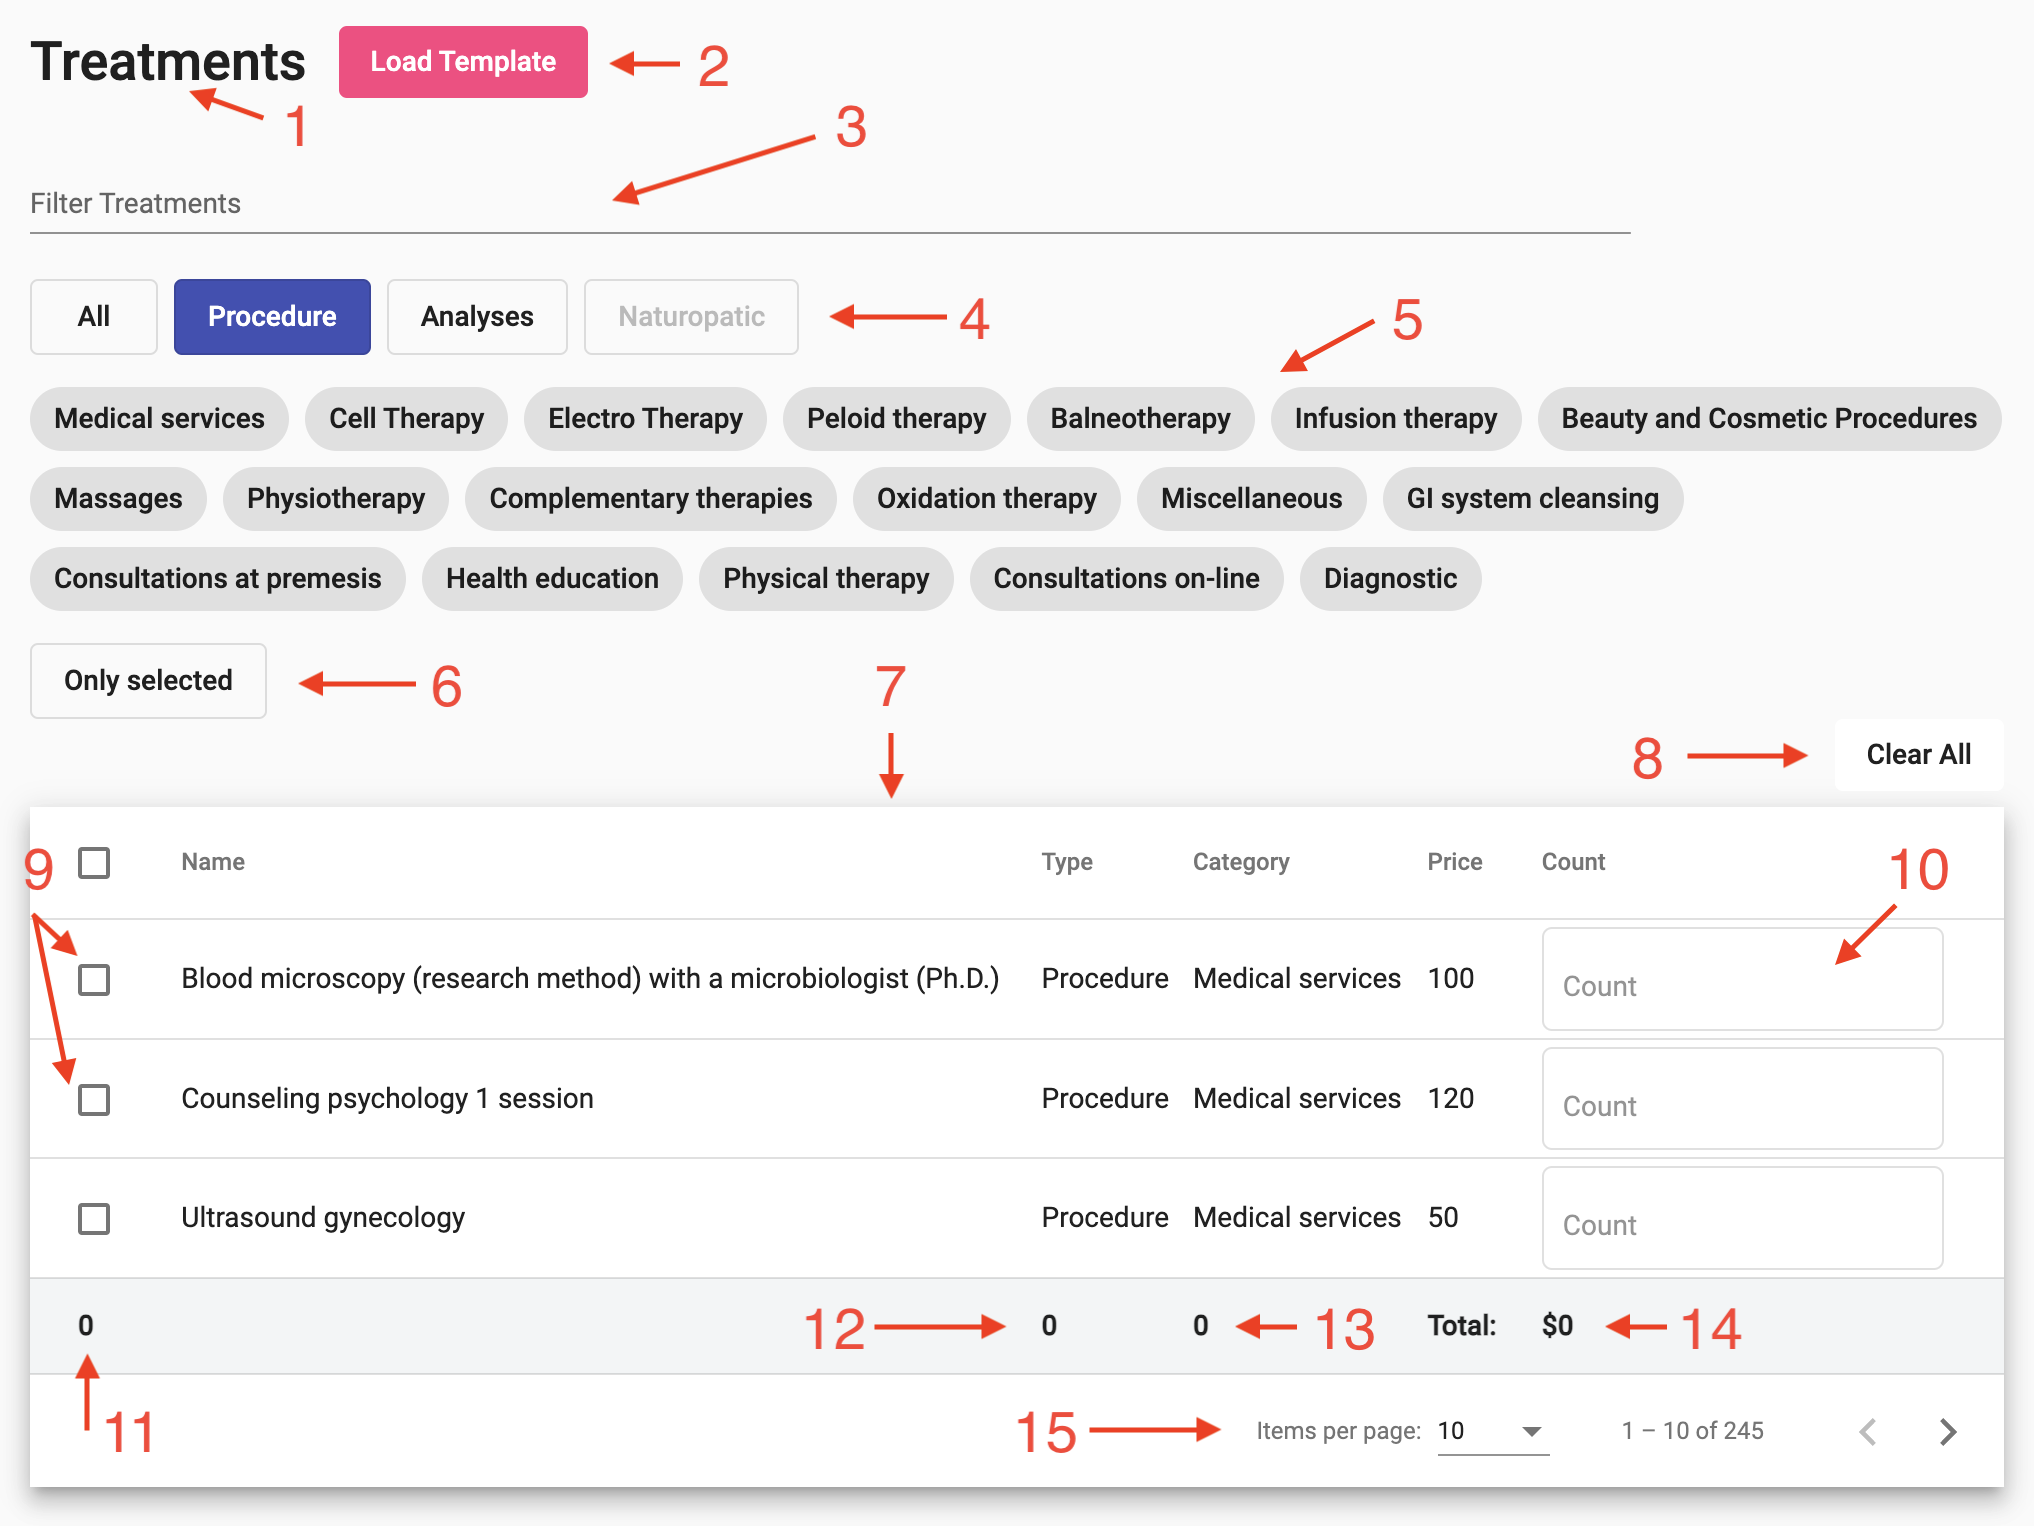 Treatments Load Template 2
1
3
Filter Treatments
All Procedure Analyses Naturopatic 4
5
Medical services Cell Therapy Electro Therapy Peloid therapy Balneotherapy Infusion therapy Beauty and Cosmetic Procedures
Massages Physiotherapy Complementary therapies Oxidation therapy Miscellaneous GI system cleansing
Consultations at premesis Health education Physical therapy Consultations on-line Diagnostic
Only selected 6 7
8 Clear All
9 Name Type Category Price Count 10
Blood microscopy (research method) with a microbiologist (Ph.D.) Procedure Medical services 100 Count
Counseling psychology 1 session Procedure Medical services 120 Count
Ultrasound gynecology Procedure Medical services 50 Count
0 12 0 0 13 Total: $0 14
11 15 Items per page: 10 1 – 10 of 245